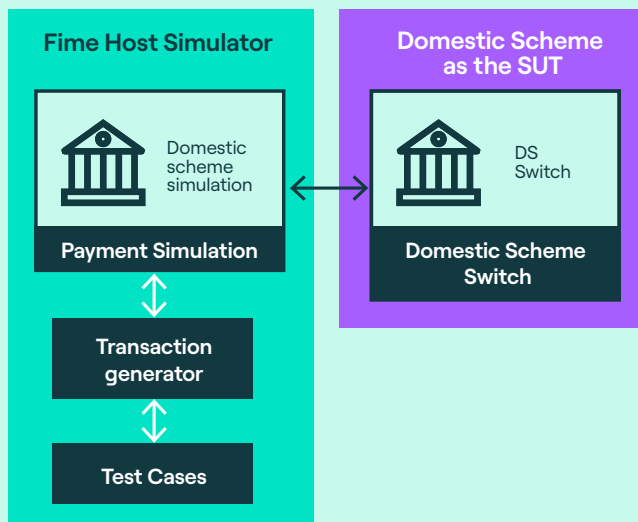 Fime Host Simulator
Domestic
scheme
simulation
Payment Simulation
Transaction
generator
Test Cases
Domestic Scheme
as the SUT
DS
Switch
Domestic Scheme
Switch